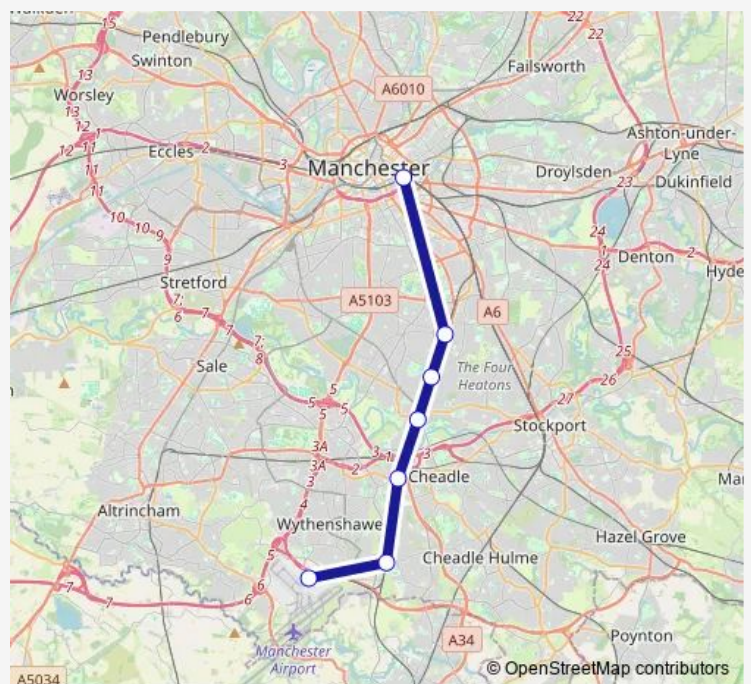 15
Pendlebury
22
22
Swinton
Failsworth
13
Worsley
A6010
13
12
12
11
11
11
Eccles
2
3
Manchester
Ashton-under-
Lyne
Droylsden
23
Dukinfield
10
10
9
9
24
1
24
Denton
2
Hyde
Stretford
7;
6
7
7
A5103
A6
7;
8
Sale
The Four
Heatons
25
26
27
5
5
5
5
Stockport
3A
3A
3
2
3
1
3
Cheadle
4
Altrincham
Wythenshawe
5
6
6
7
7
Cheadle Hulme
Hazel Grove
Manchester
Airport
A34
Poynton
A5034
© OpenStreetMap contributors